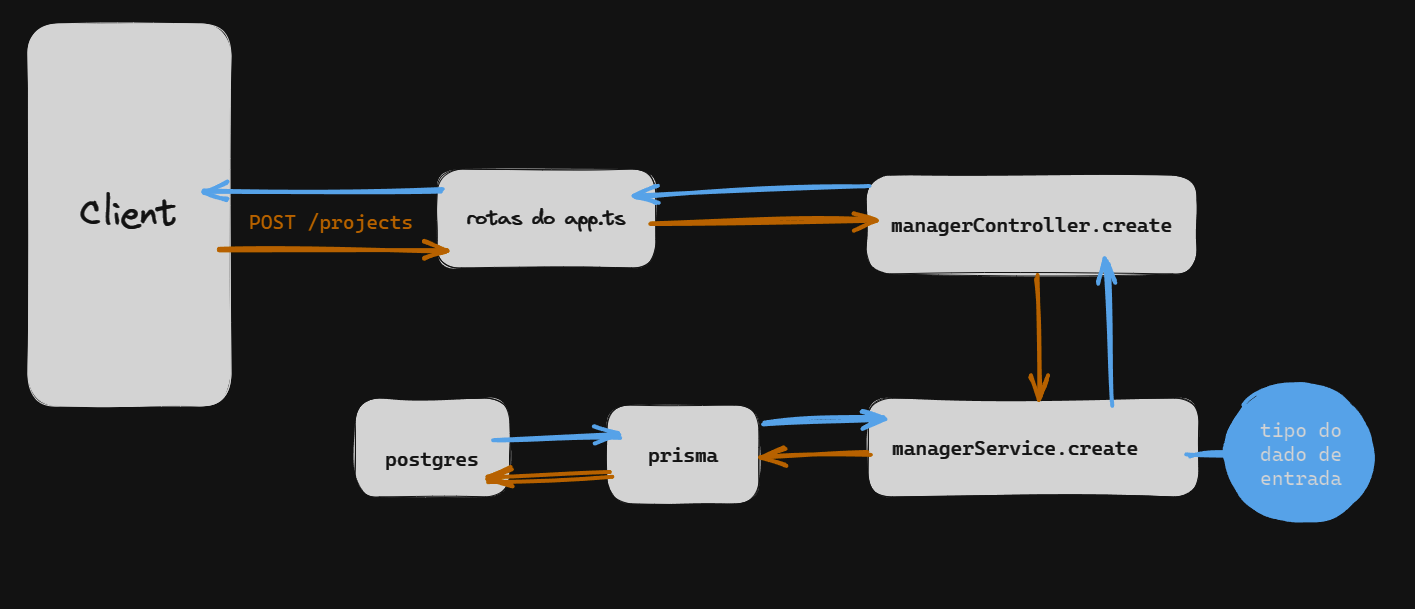 Client
POST /projects
rotas do app.ts
managerController.create
postgres
prisma
managerService.create
tipo do
dado de
entrada